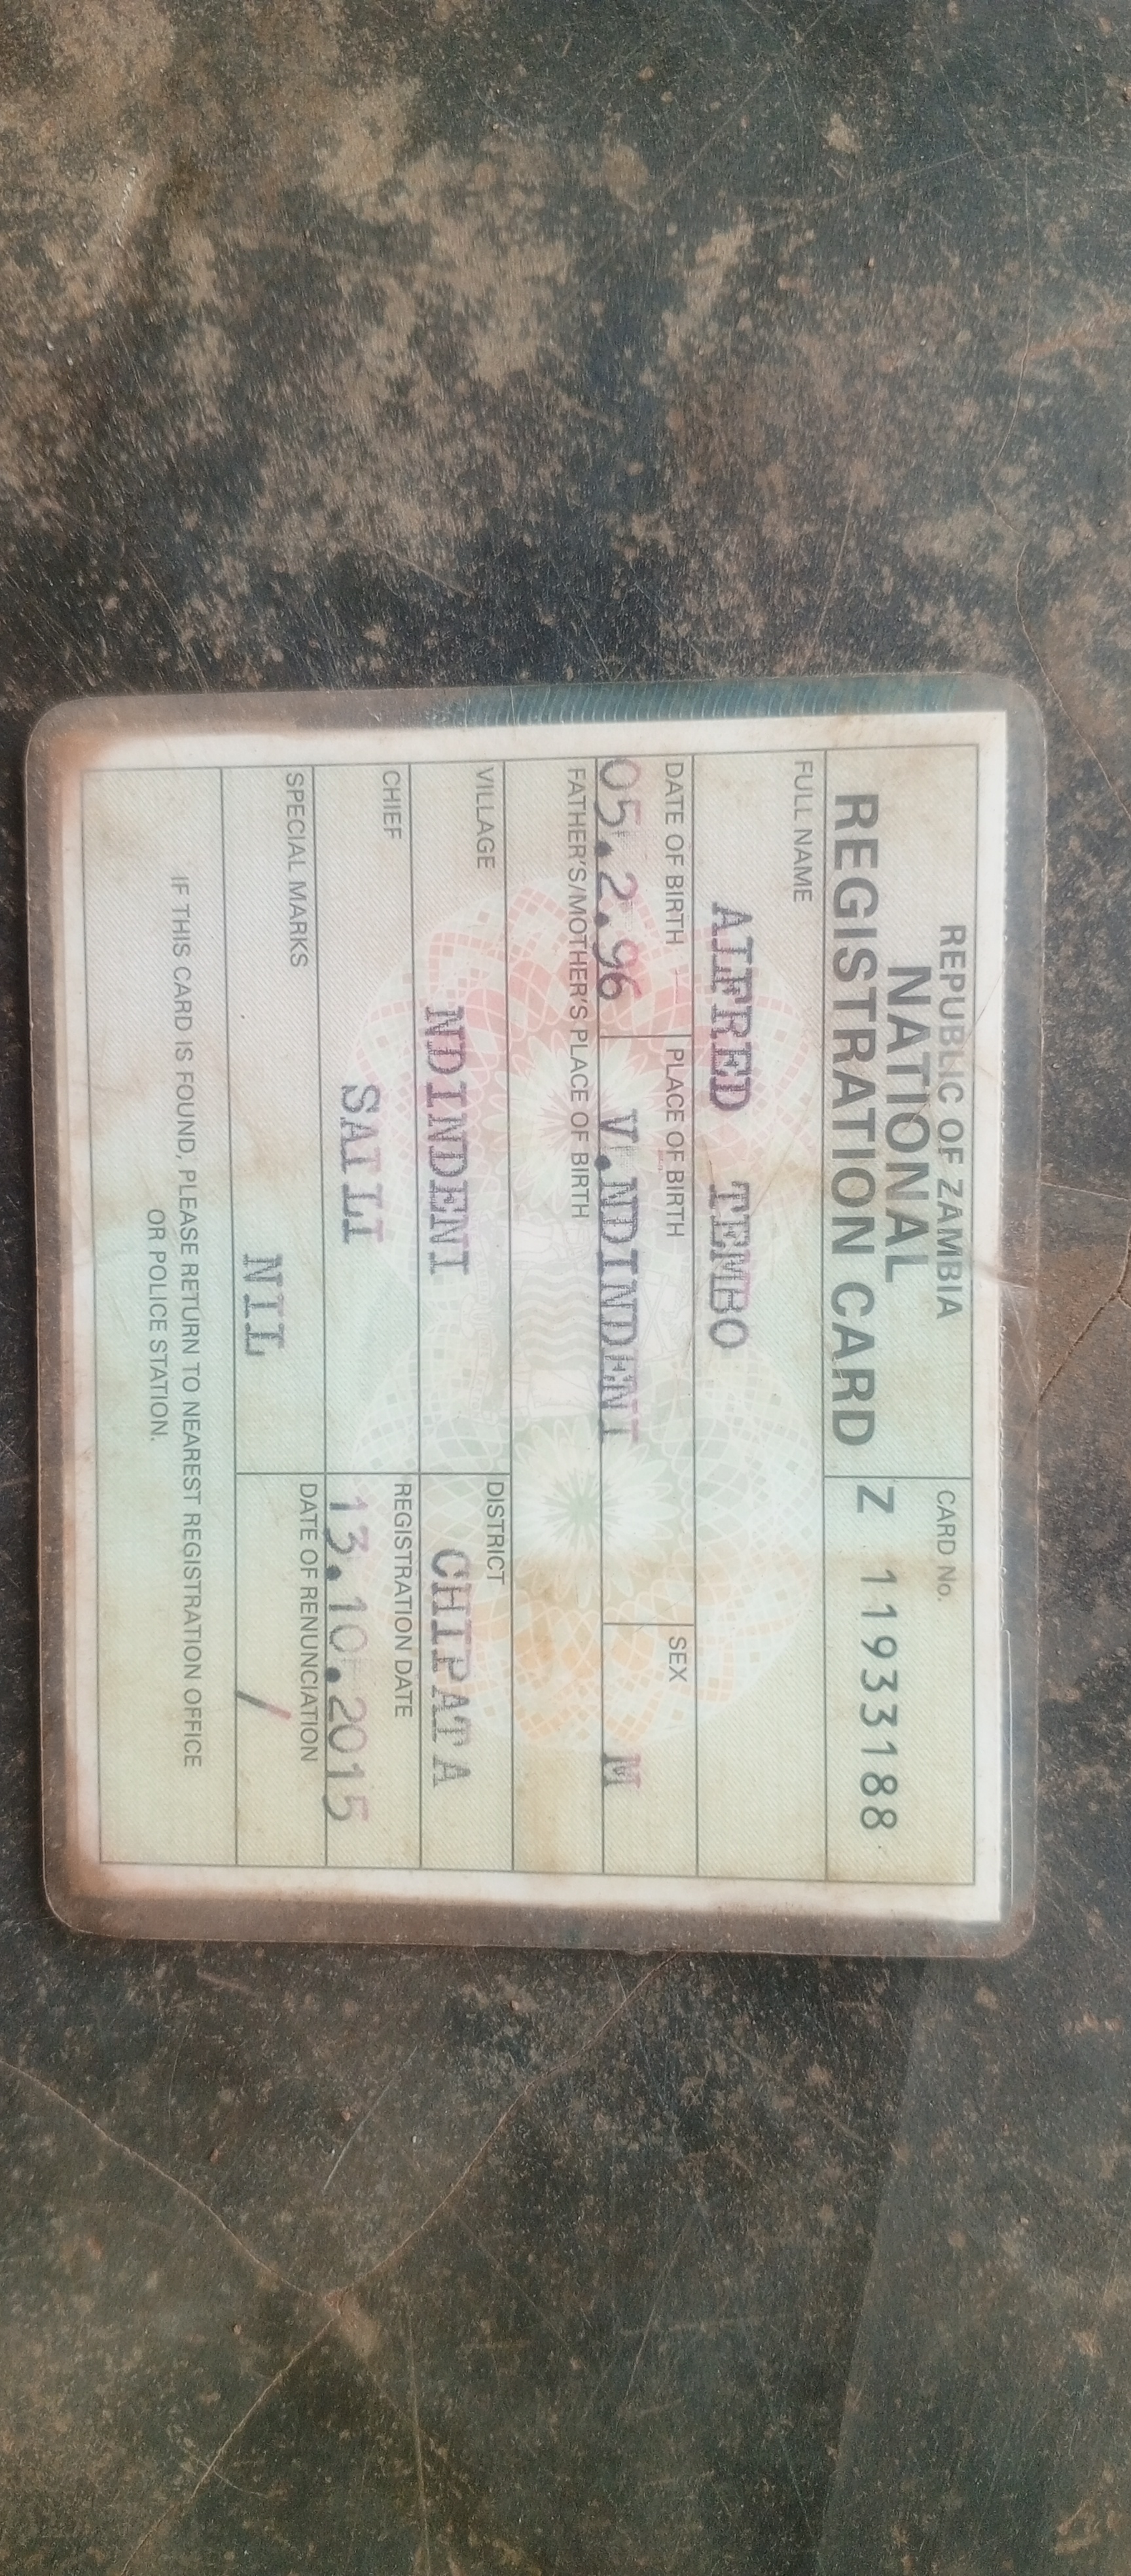 REPUBLIC OF ZAMBIA
NATIONAL
REGISTRATION CARD
CARD No.
Z 11933188
FULL NAME
ALFRED TEMBO
DATE OF BIRTH PLACE OF BIRTH SEX
05.2.96 V.NDINDENI M
FATHER'S/MOTHER'S PLACE OF BIRTH
VILLAGE DISTRICT
NDINDENI CHIPATA
CHIEF REGISTRATION DATE
SAILI 13.10.2015
SPECIAL MARKS DATE OF RENUNCIATION
NIL /
IF THIS CARD IS FOUND, PLEASE RETURN TO NEAREST REGISTRATION OFFICE
OR POLICE STATION.